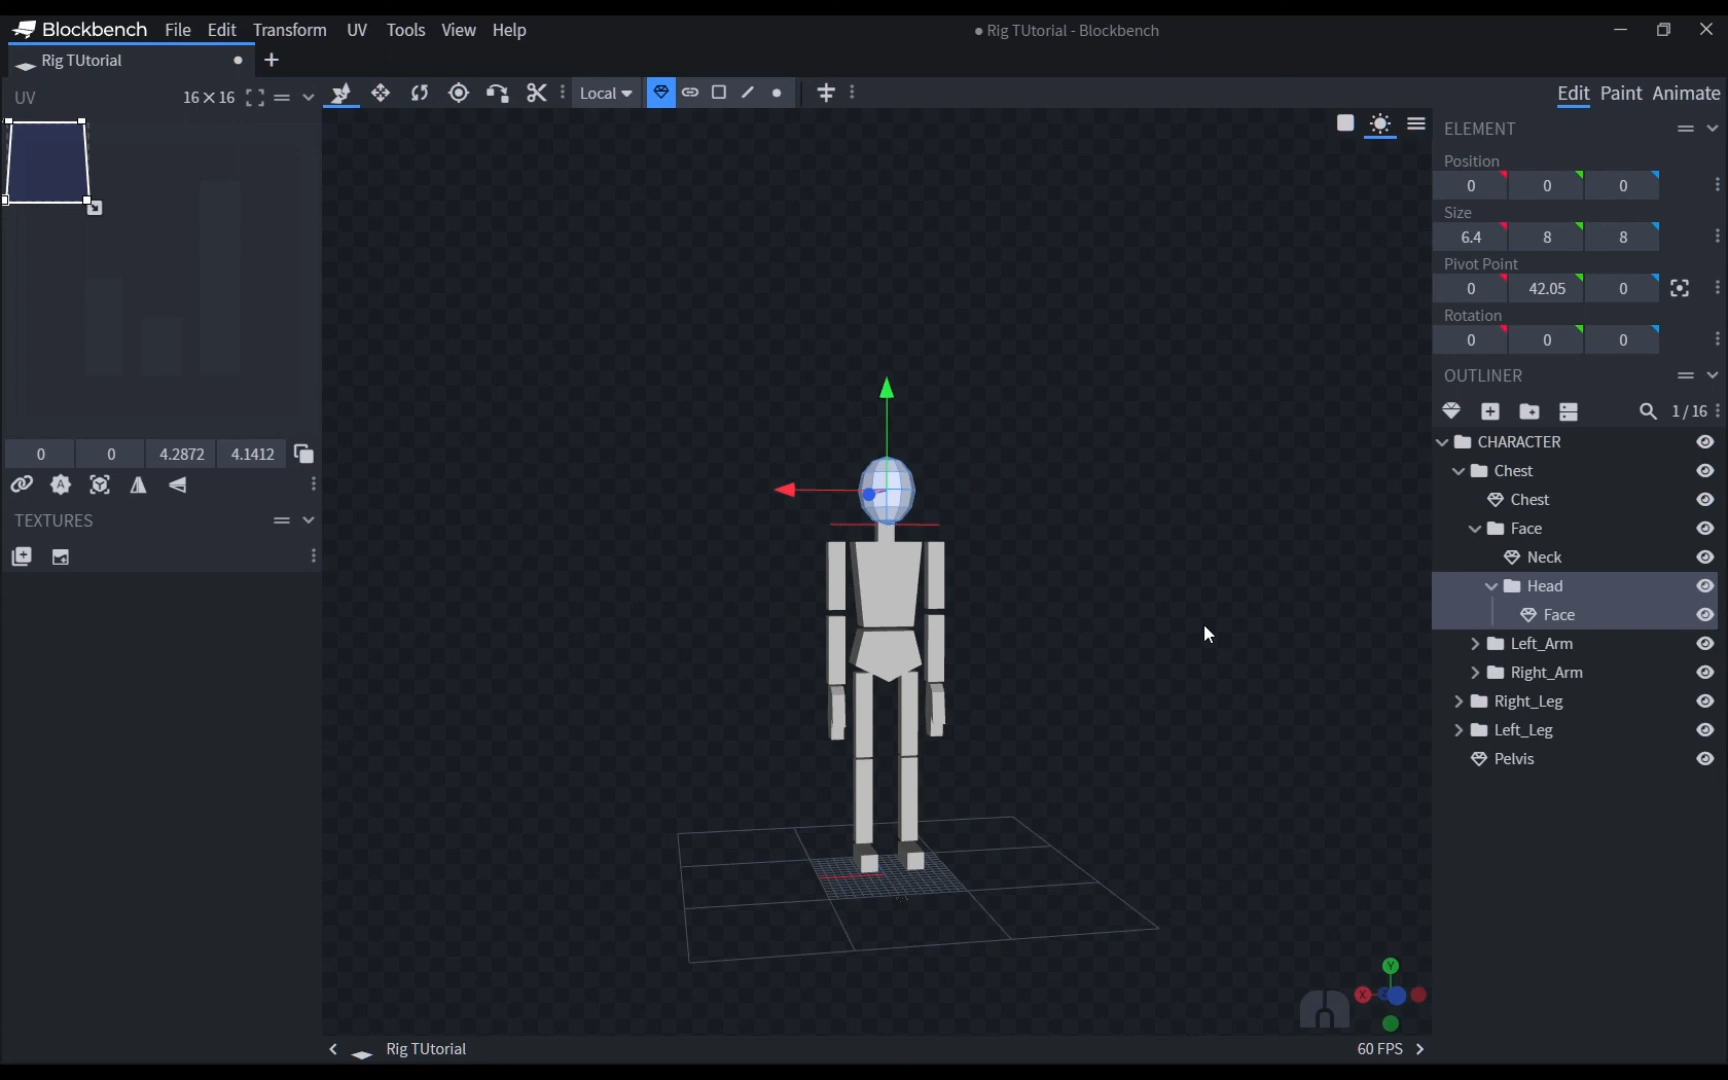 Blockbench File Edit Transform UV Tools View Help
Rig TUtorial - Blockbench
Rig TUtorial
UV 16×16
Local
Edit Paint Animate
ELEMENT
Position
0 0 0
Size
6.4 8 8
Pivot Point
0 42.05 0
Rotation
0 0 0
OUTLINER
1/16
CHARACTER
Chest
Chest
Face
Neck
Head
Face
Left_Arm
Right_Arm
Right_Leg
Left_Leg
Pelvis
0 0 4.2872 4.1412
TEXTURES
Y
X
Rig TUtorial
60 FPS